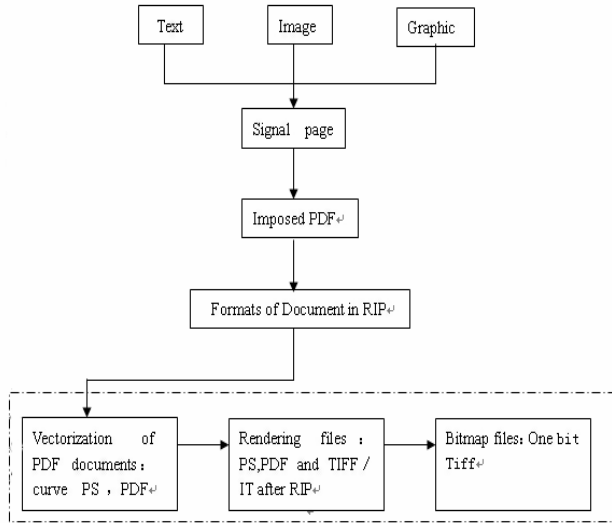 Text
Image
Graphic
Signal page
Imposed PDF↵
Formats of Document in RIP↵
Vectorization of
PDF documents：
curve PS，PDF↵
Rendering files：
PS,PDF and TIFF /
IT after RIP↵
Bitmap files：One bit
Tiff↵